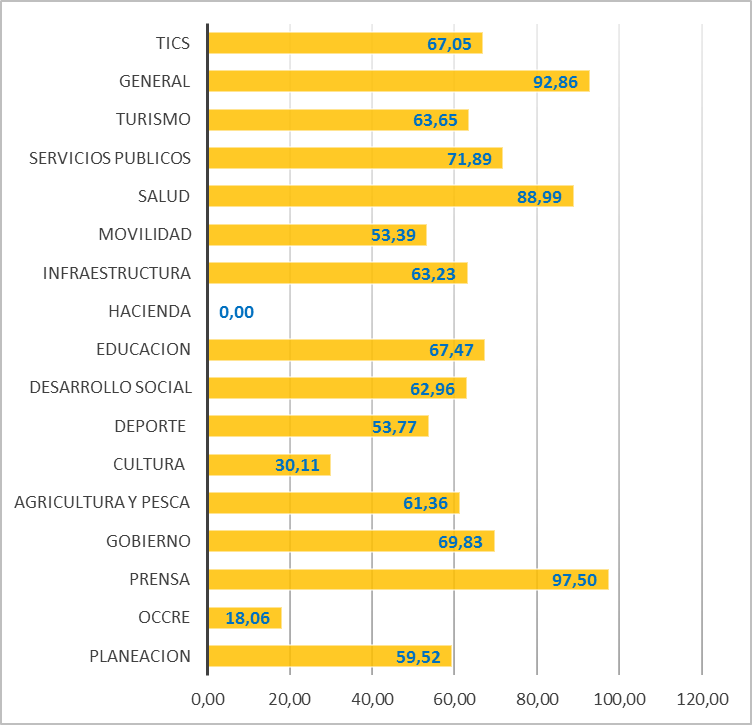 TICS 67,05
GENERAL 92,86
TURISMO 63,65
SERVICIOS PUBLICOS 71,89
SALUD 88,99
MOVILIDAD 53,39
INFRAESTRUCTURA 63,23
HACIENDA 0,00
EDUCACION 67,47
DESARROLLO SOCIAL 62,96
DEPORTE 53,77
CULTURA 30,11
AGRICULTURA Y PESCA 61,36
GOBIERNO 69,83
PRENSA 97,50
OCCRE 18,06
PLANEACION 59,52
0,00 20,00 40,00 60,00 80,00 100,00 120,00